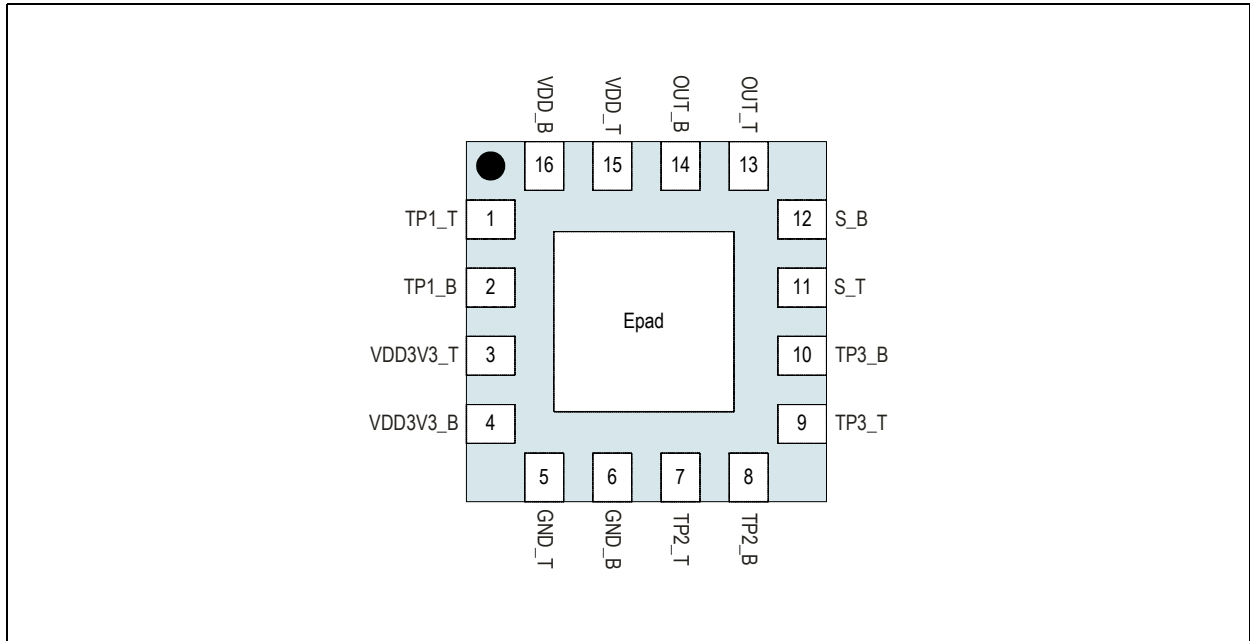 VDD_B
VDD_T
OUT_B
OUT_T
16
15
14
13
TP1_T 1
12 S_B
TP1_B 2
11 S_T
Epad
VDD3V3_T 3
10 TP3_B
VDD3V3_B 4
9 TP3_T
5
6
7
8
GND_T
GND_B
TP2_T
TP2_B